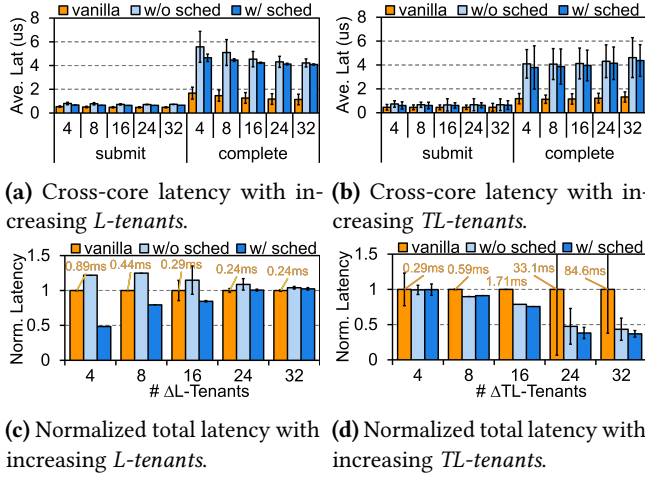 vanilla w/o sched w/ sched
Ave. Lat (us)
8
6
4
2
0
4 8 16 24 32 4 8 16 24 32
submit complete
vanilla w/o sched w/ sched
Ave. Lat (us)
8
6
4
2
0
4 8 16 24 32 4 8 16 24 32
submit complete
(a) Cross-core latency with in-
creasing L-tenants.
(b) Cross-core latency with in-
creasing TL-tenants.
vanilla w/o sched w/ sched
Norm. Latency
1.5
1
0.5
0
0.89ms 0.44ms 0.29ms 0.24ms 0.24ms
4 8 16 24 32
# ΔL-Tenants
vanilla w/o sched w/ sched
Norm. Latency
1.5
1
0.5
0
0.29ms 0.59ms 1.71ms 33.1ms 84.6ms
4 8 16 24 32
# ΔTL-Tenants
(c) Normalized total latency with
increasing L-tenants.
(d) Normalized total latency with
increasing TL-tenants.